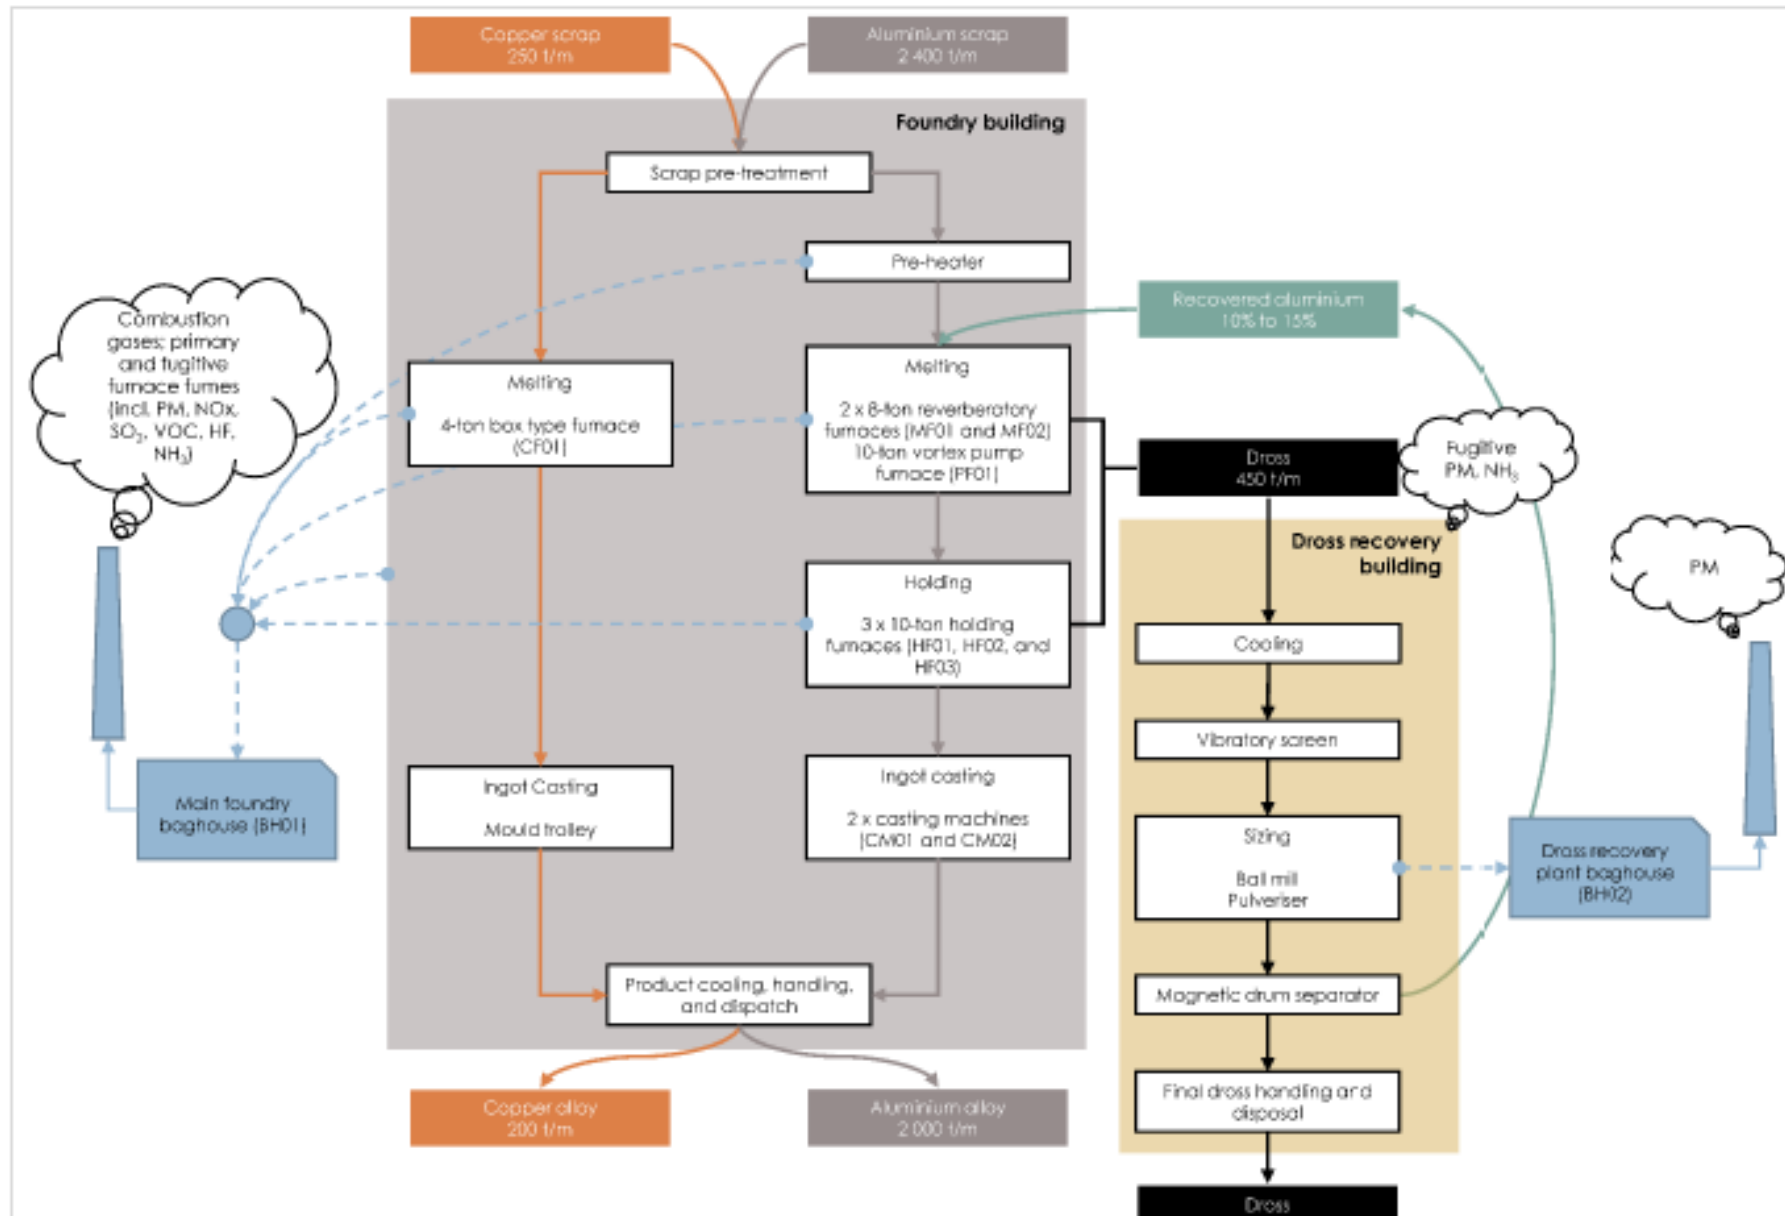 Copper scrap
250 t/m
Aluminium scrap
2 400 t/m
Foundry building
Scrap pre-treatment
Pre-heater
Recovered aluminium
10% to 15%
Combustion
gases; primary
and fugitive
furnace fumes
(incl. PM, NOx,
SO₂, VOC, HF,
NH₃)
Melting
4-ton box type furnace
(CF01)
Melting
2 x 8-ton reverberatory
furnaces (MF01 and MF02)
10-ton vortex pump
furnace (PF01)
Dross
450 t/m
Fugitive
PM, NH₃
Dross recovery
building
PM
Holding
3 x 10-ton holding
furnaces (HF01, HF02, and
HF03)
Cooling
Vibratory screen
Main foundry
baghouse (BH01)
Ingot Casting
Mould trolley
Ingot casting
2 x casting machines
(CM01 and CM02)
Sizing
Ball mill
Pulveriser
Dross recovery
plant baghouse
(BH02)
Product cooling, handling,
and dispatch
Magnetic drum separator
Final dross handling and
disposal
Copper alloy
200 t/m
Aluminium alloy
2 000 t/m
Dross